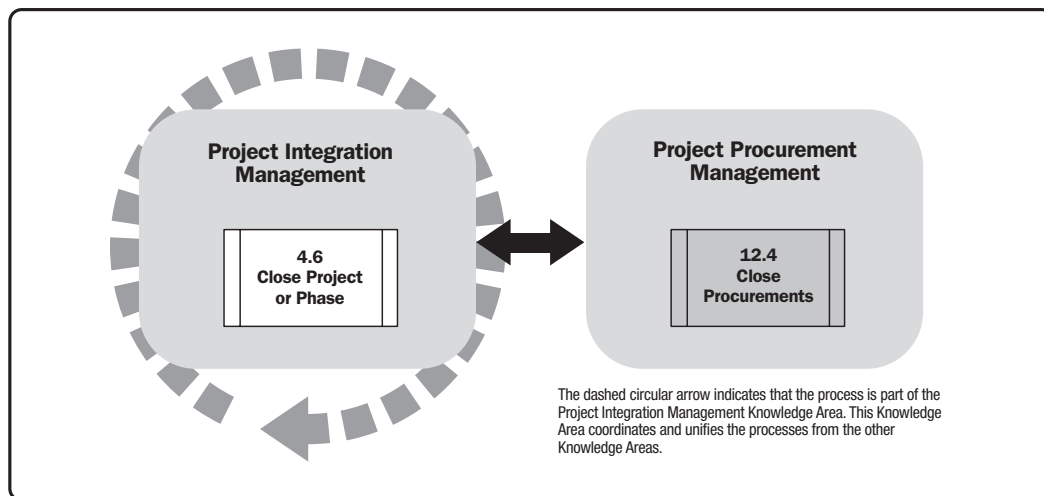 Project Integration
Management
4.6
Close Project
or Phase
Project Procurement
Management
12.4
Close
Procurements
The dashed circular arrow indicates that the process is part of the
Project Integration Management Knowledge Area. This Knowledge
Area coordinates and unifies the processes from the other
Knowledge Areas.